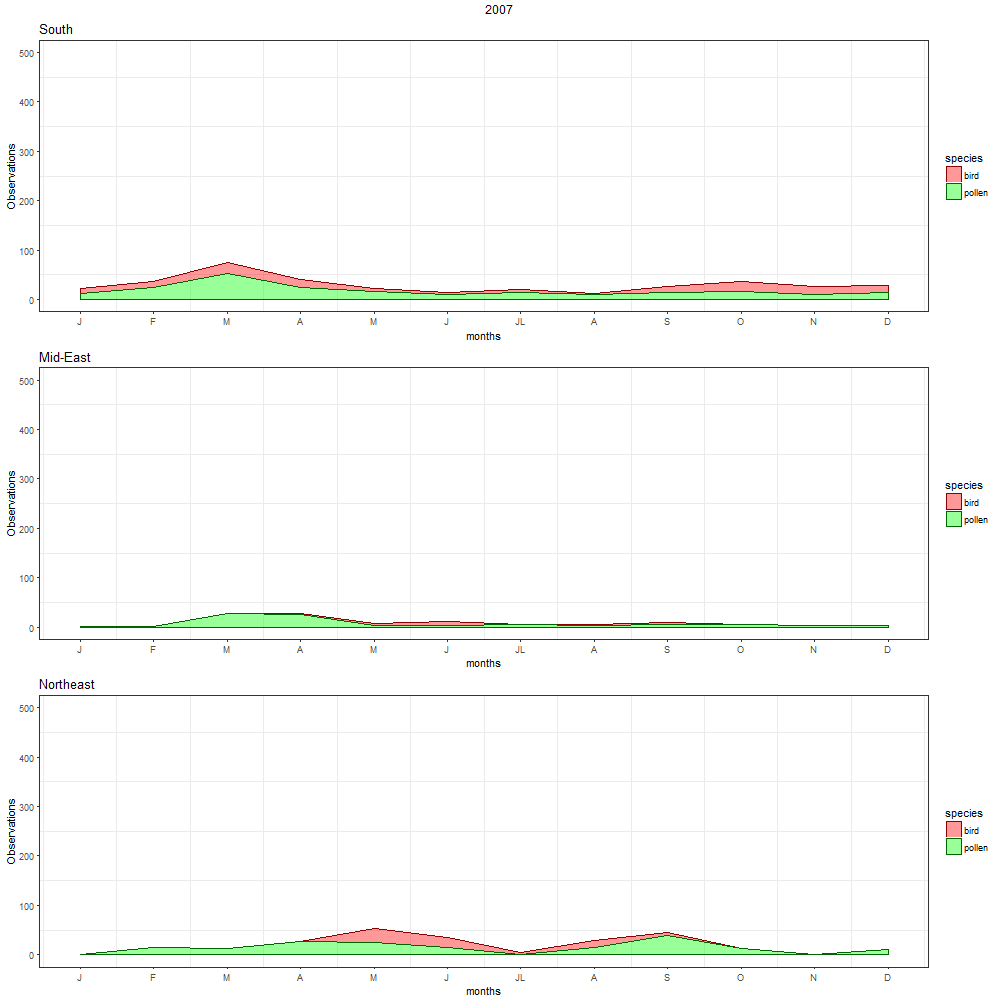 2007
South
500
400
300
200
100
0
Observations
J F M A M J JL A S O N D
months
species
bird
pollen
Mid-East
500
400
300
200
100
0
Observations
J F M A M J JL A S O N D
months
species
bird
pollen
Northeast
500
400
300
200
100
0
Observations
J F M A M J JL A S O N D
months
species
bird
pollen